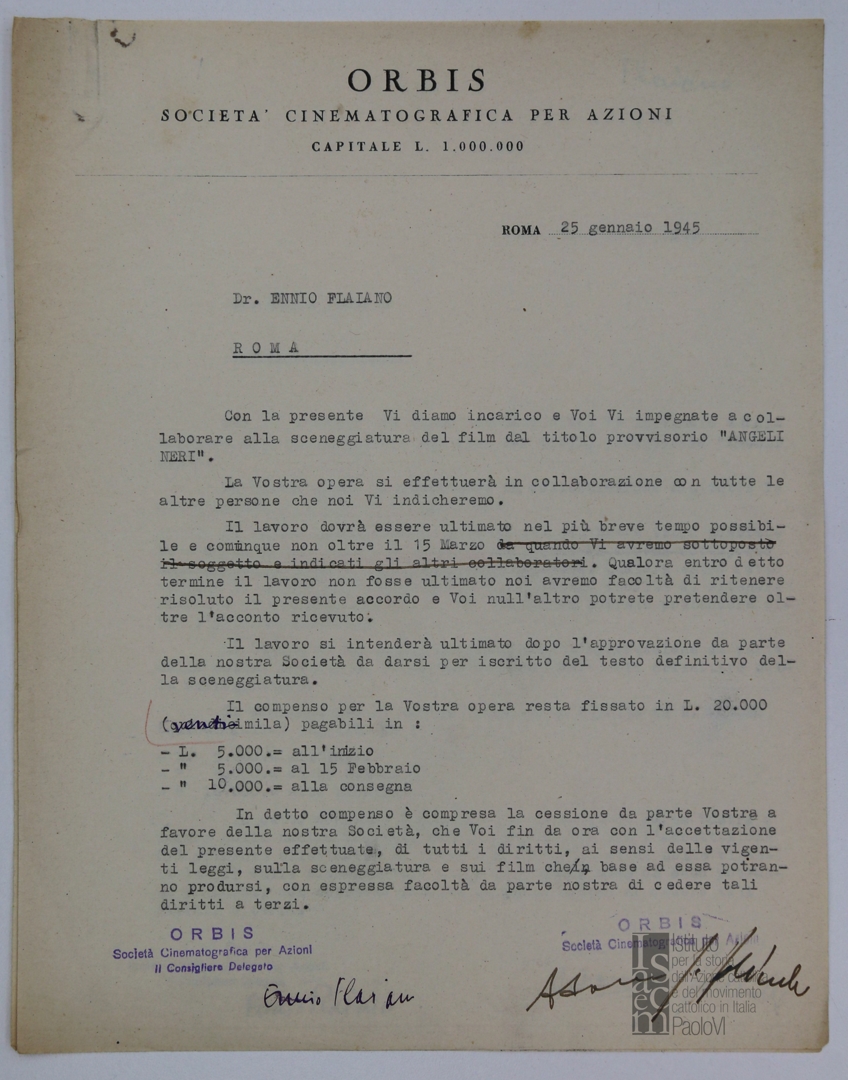 ORBIS
SOCIETA' CINEMATOGRAFICA PER AZIONI
CAPITALE L. 1.000.000
ROMA 25 gennaio 1945
Dr. ENNIO FLAIANO
R O M A
Con la presente Vi diamo incarico e Voi Vi impegnate a col-
laborare alla sceneggiatura del film dal titolo provvisorio "ANGELI
NERI".
La Vostra opera si effettuerà in collaborazione con tutte le
altre persone che noi Vi indicheremo.
Il lavoro dovrà essere ultimato nel più breve tempo possibi-
le e comunque non oltre il 15 Marzo da quando Vi avremo sottoposto
il soggetto e indicati gli altri collaboratori. Qualora entro detto
termine il lavoro non fosse ultimato noi avremo facoltà di ritenere
risoluto il presente accordo e Voi null'altro potrete pretendere ol-
tre l'acconto ricevuto.
Il lavoro si intenderà ultimato dopo l'approvazione da parte
della nostra Società da darsi per iscritto del testo definitivo del-
la sceneggiatura.
Il compenso per la Vostra opera resta fissato in L. 20.000
(ventimila) pagabili in :
- L. 5.000.= all'inizio
- " 5.000.= al 15 Febbraio
- " 10.000.= alla consegna
In detto compenso è compresa la cessione da parte Vostra a
favore della nostra Società, che Voi fin da ora con l'accettazione
del presente effettuate, di tutti i diritti, ai sensi delle vigen-
ti leggi, sulla sceneggiatura e sui film che in base ad essa potran-
no prodursi, con espressa facoltà da parte nostra di cedere tali
diritti a terzi.
ORBIS
Società Cinematografica per Azioni
Il Consigliere Delegato
Ennio Flaiano
ORBIS
Società Cinematografica per Azioni
Isacem
Istituto
per la storia
dell'Azione cattolica
e del movimento
cattolico in Italia
PaoloVI